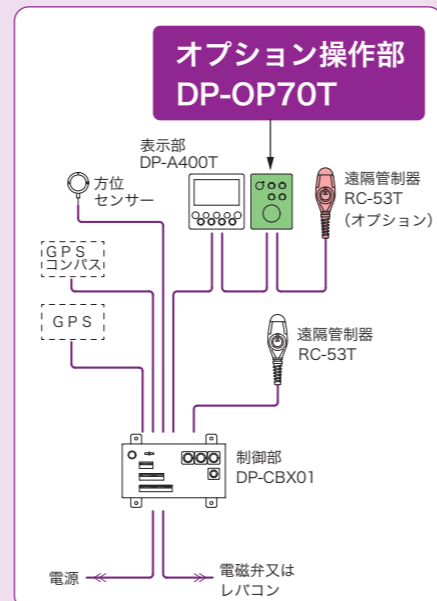 オプション操作部
DP-OP70T
表示部
DP-A400T
方位
センサー
遠隔管制器
RC-53T
(オプション)
GPS
コンパス
GPS
遠隔管制器
RC-53T
制御部
DP-CBX01
電源
電磁弁又は
レバコン